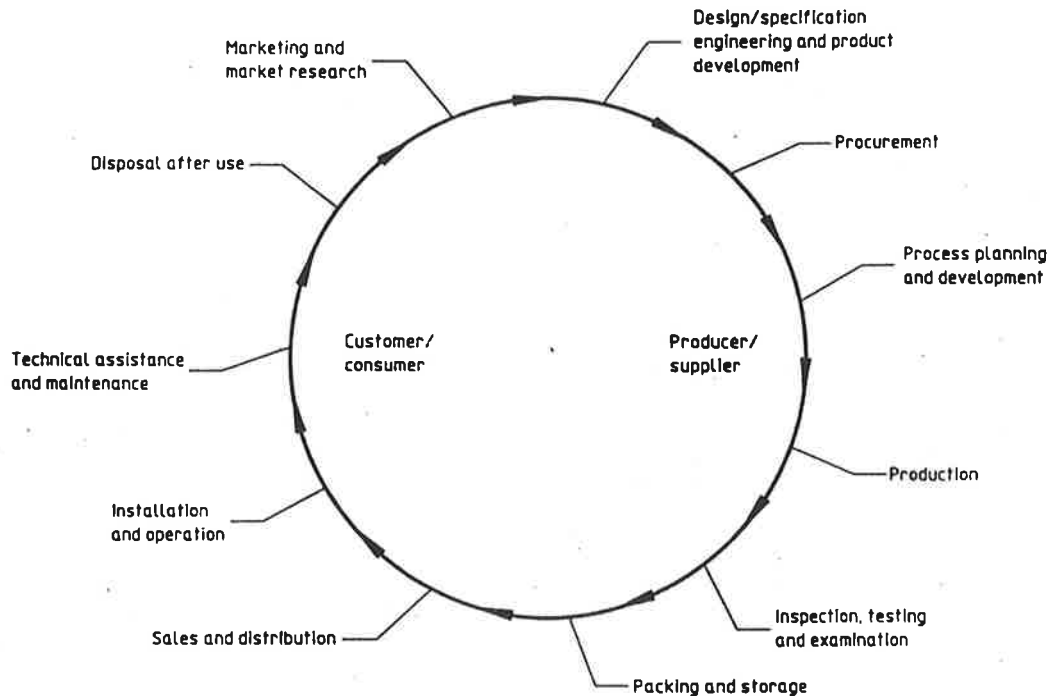 Design/specification
engineering and product
development
Marketing and
market research
Procurement
Disposal after use
Process planning
and development
Customer/
consumer
Producer/
supplier
Technical assistance
and maintenance
Production
Installation
and operation
Inspection, testing
and examination
Sales and distribution
Packing and storage